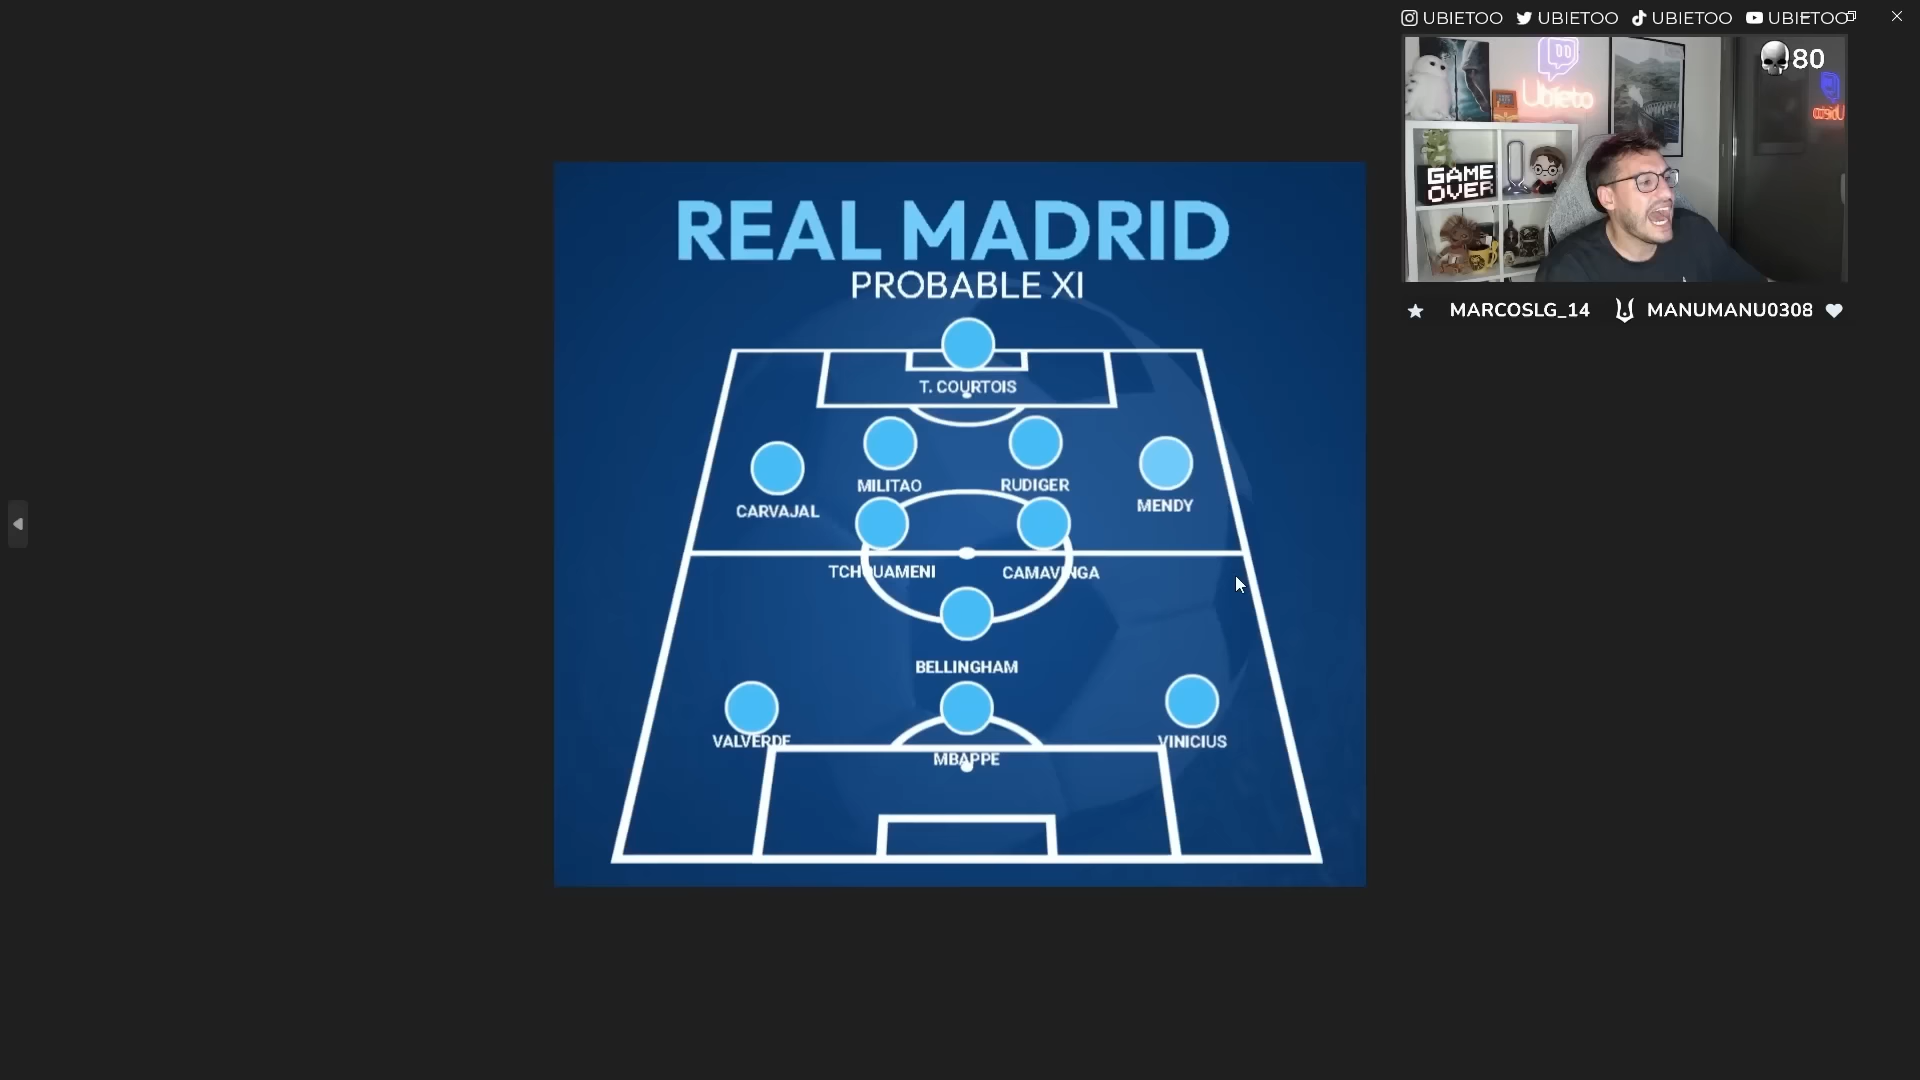 UBIETOO UBIETOO UBIETOO UBIETOO
80
Ubieto
GAME
OVER
MARCOSLG_14 MANUMANU0308
REAL MADRID
PROBABLE XI
T. COURTOIS
MILITAO RUDIGER
CARVAJAL MENDY
TCHOUAMENI CAMAVINGA
BELLINGHAM
VALVERDE VINICIUS
MBAPPE